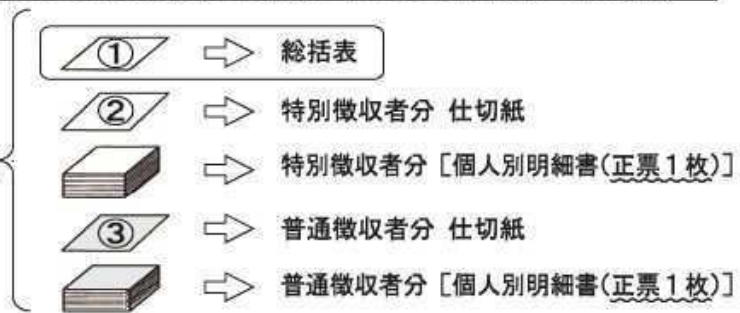 ① 総括表
② 特別徴収者分 仕切紙
特別徴収者分［個人別明細書(正票１枚)］
③ 普通徴収者分 仕切紙
普通徴収者分［個人別明細書(正票１枚)］